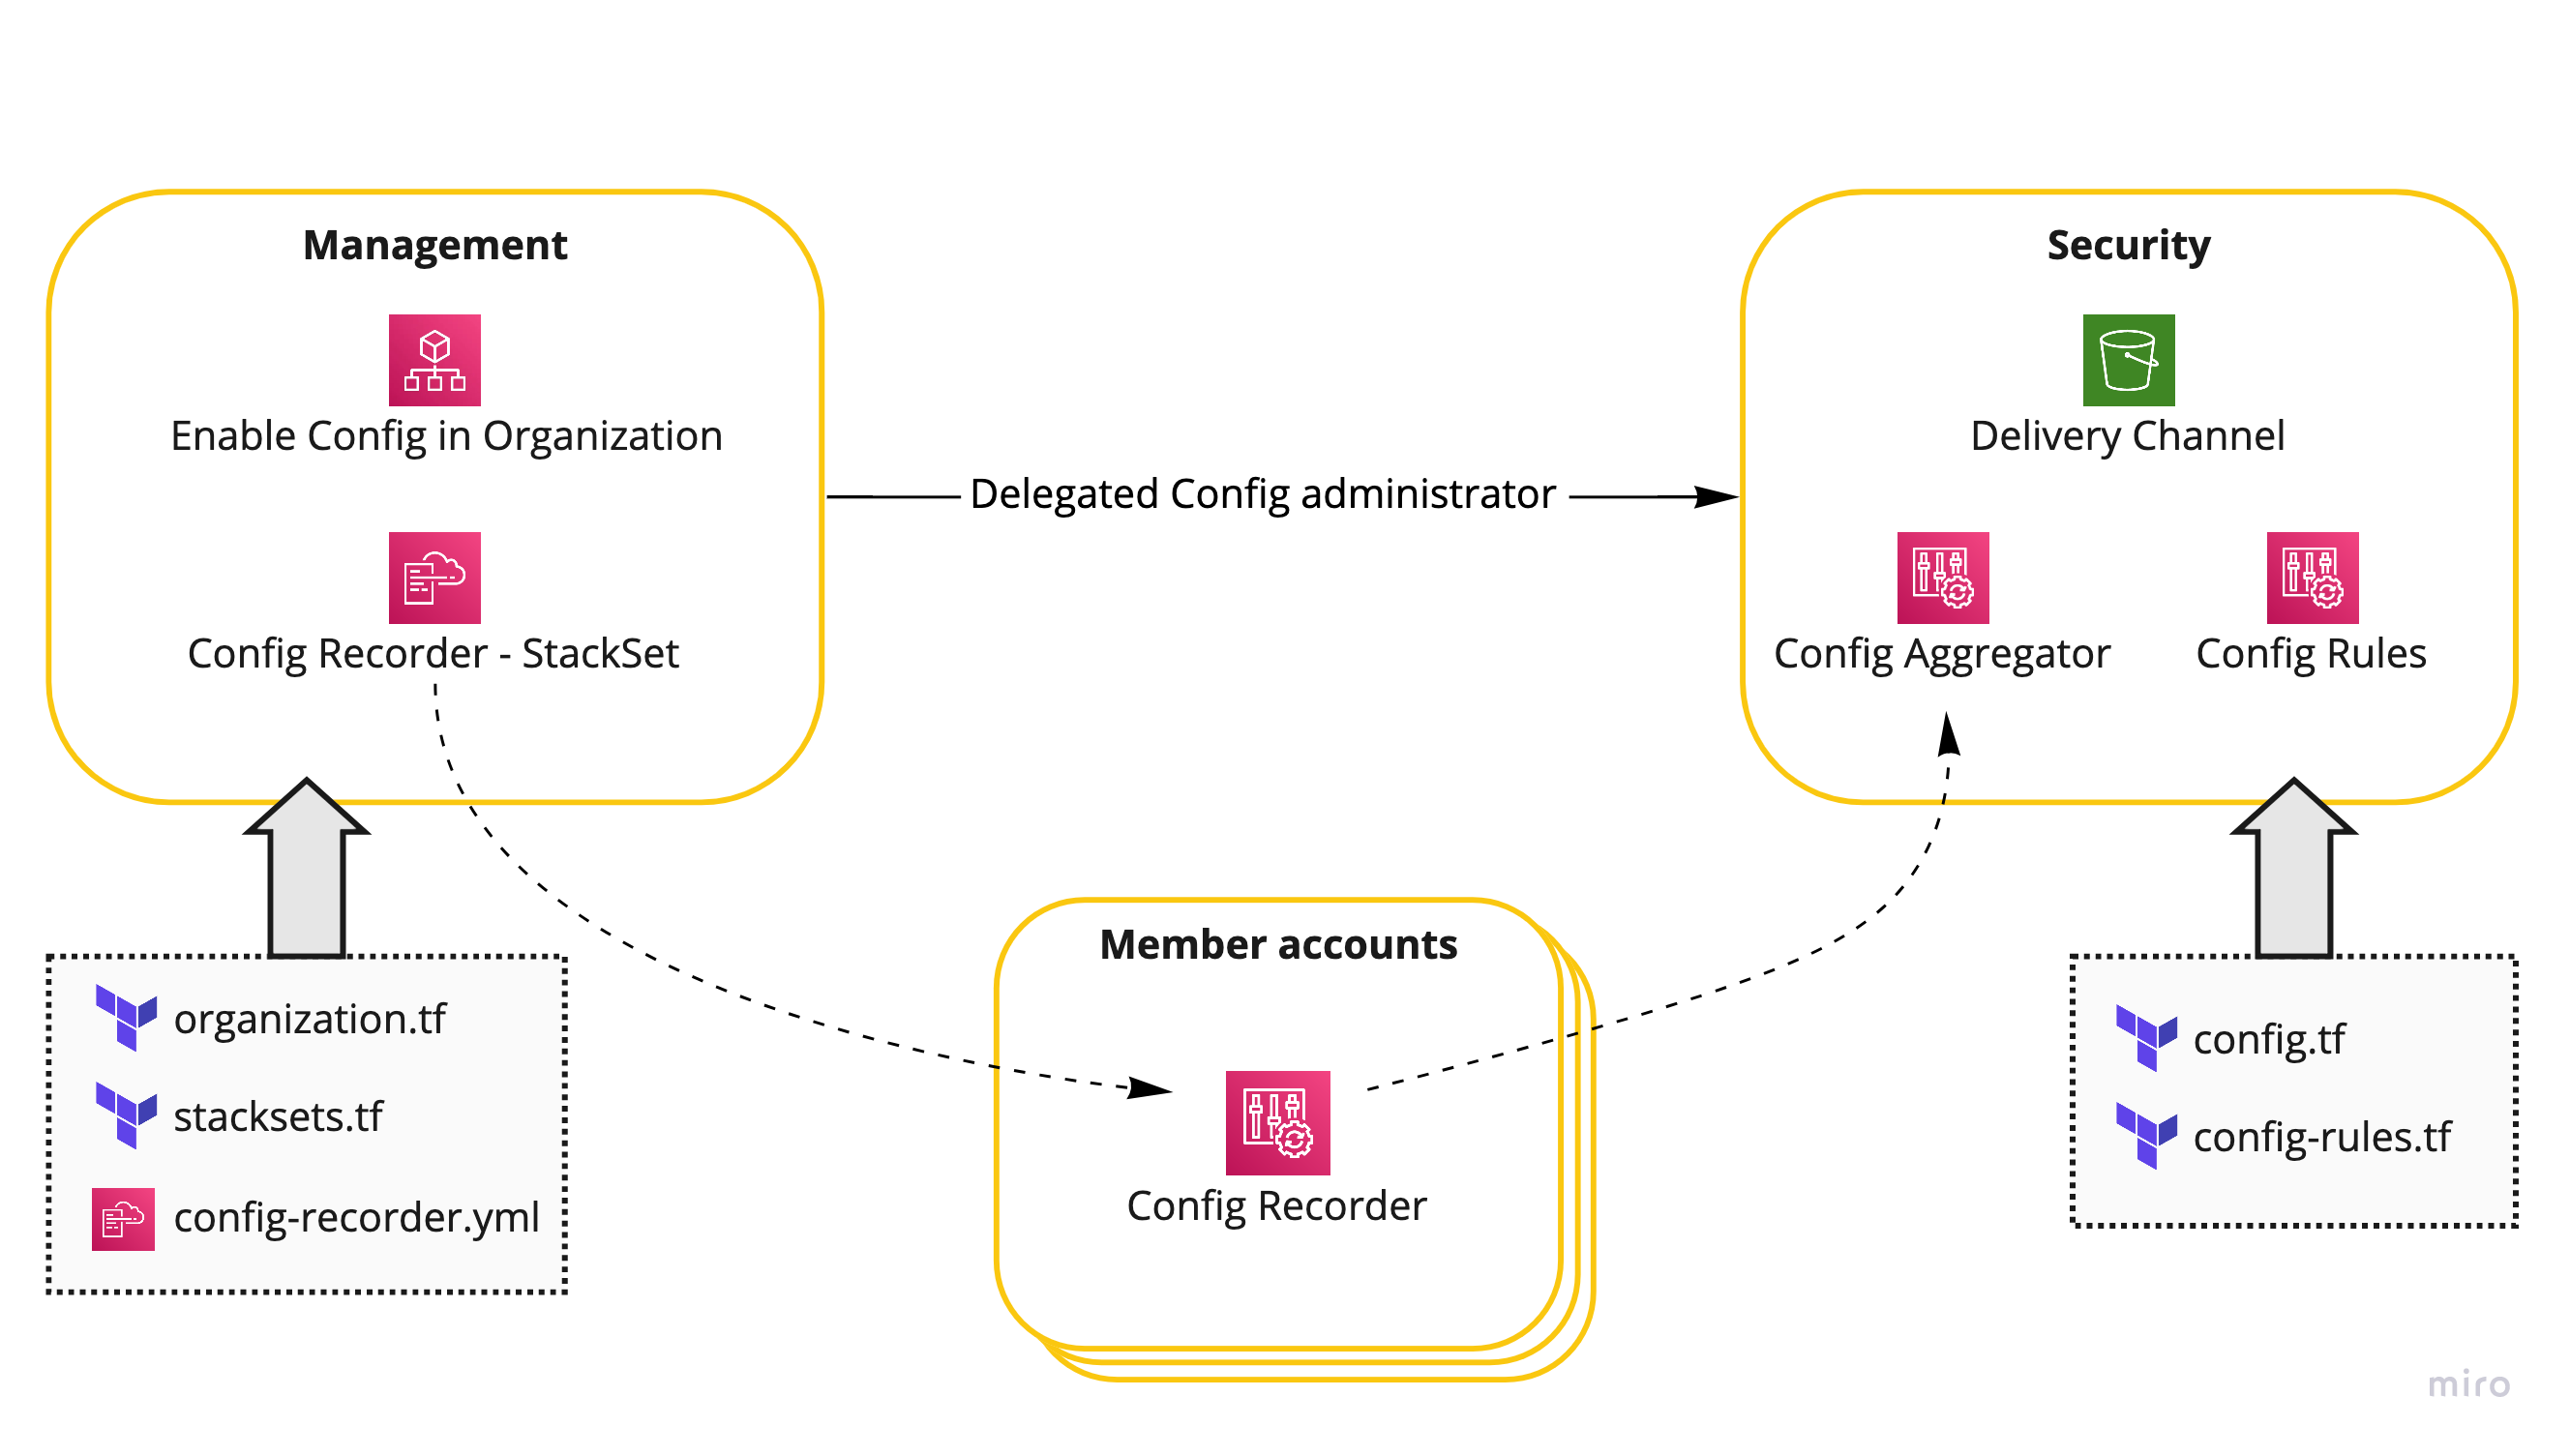 Management
Enable Config in Organization
Config Recorder - StackSet
Delegated Config administrator
Security
Delivery Channel
Config Aggregator
Config Rules
organization.tf
stacksets.tf
config-recorder.yml
Member accounts
Config Recorder
config.tf
config-rules.tf
miro